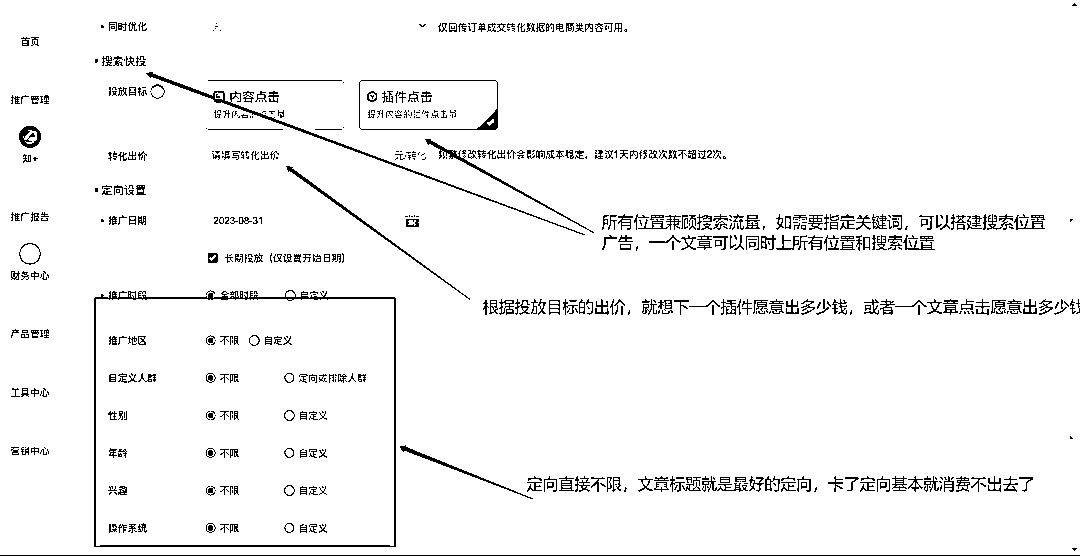 同时优化 仅回传订单成交转化数据的电商类内容可用。
首页
搜索快投
投放目标 内容点击 插件点击
推广管理
提升内容的 点击量 提升内容的插件点击量
知+
转化出价 请填写转化出价 元/转化 频繁修改转化出价会影响成本稳定，建议1天内修改次数不超过2次。
定向设置
推广报告
推广日期 2023-08-31
所有位置兼顾搜索流量，如需要指定关键词，可以搭建搜索位置
广告，一个文章可以同时上所有位置和搜索位置
长期投放（仅设置开始日期）
财务中心
推广时段 全部时段 自定义
根据投放目标的出价，就想下一个插件愿意出多少钱，或者一个文章点击愿意出多少钱
产品管理
推广地区 不限 自定义
自定义人群 不限 定向或排除人群
工具中心
性别 不限 自定义
营销中心
年龄 不限 自定义
定向直接不限，文章标题就是最好的定向，卡了定向基本就消费不出去了
兴趣 不限 自定义
操作系统 不限 自定义